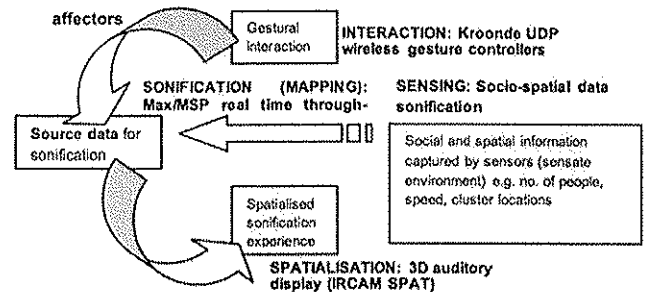 affectors
Gestural
interaction
INTERACTION: Kroonde UDP
wireless gesture controllers
SONIFICATION (MAPPING):
Max/MSP real time through-
SENSING: Socio-spatial data
sonification
Source data for
sonification
Social and spatial information
captured by sensors (sensate
environment) e.g. no. of people,
speed, cluster locations
Spatialised
sonification
experience
SPATIALISATION: 3D auditory
display (IRCAM SPAT)